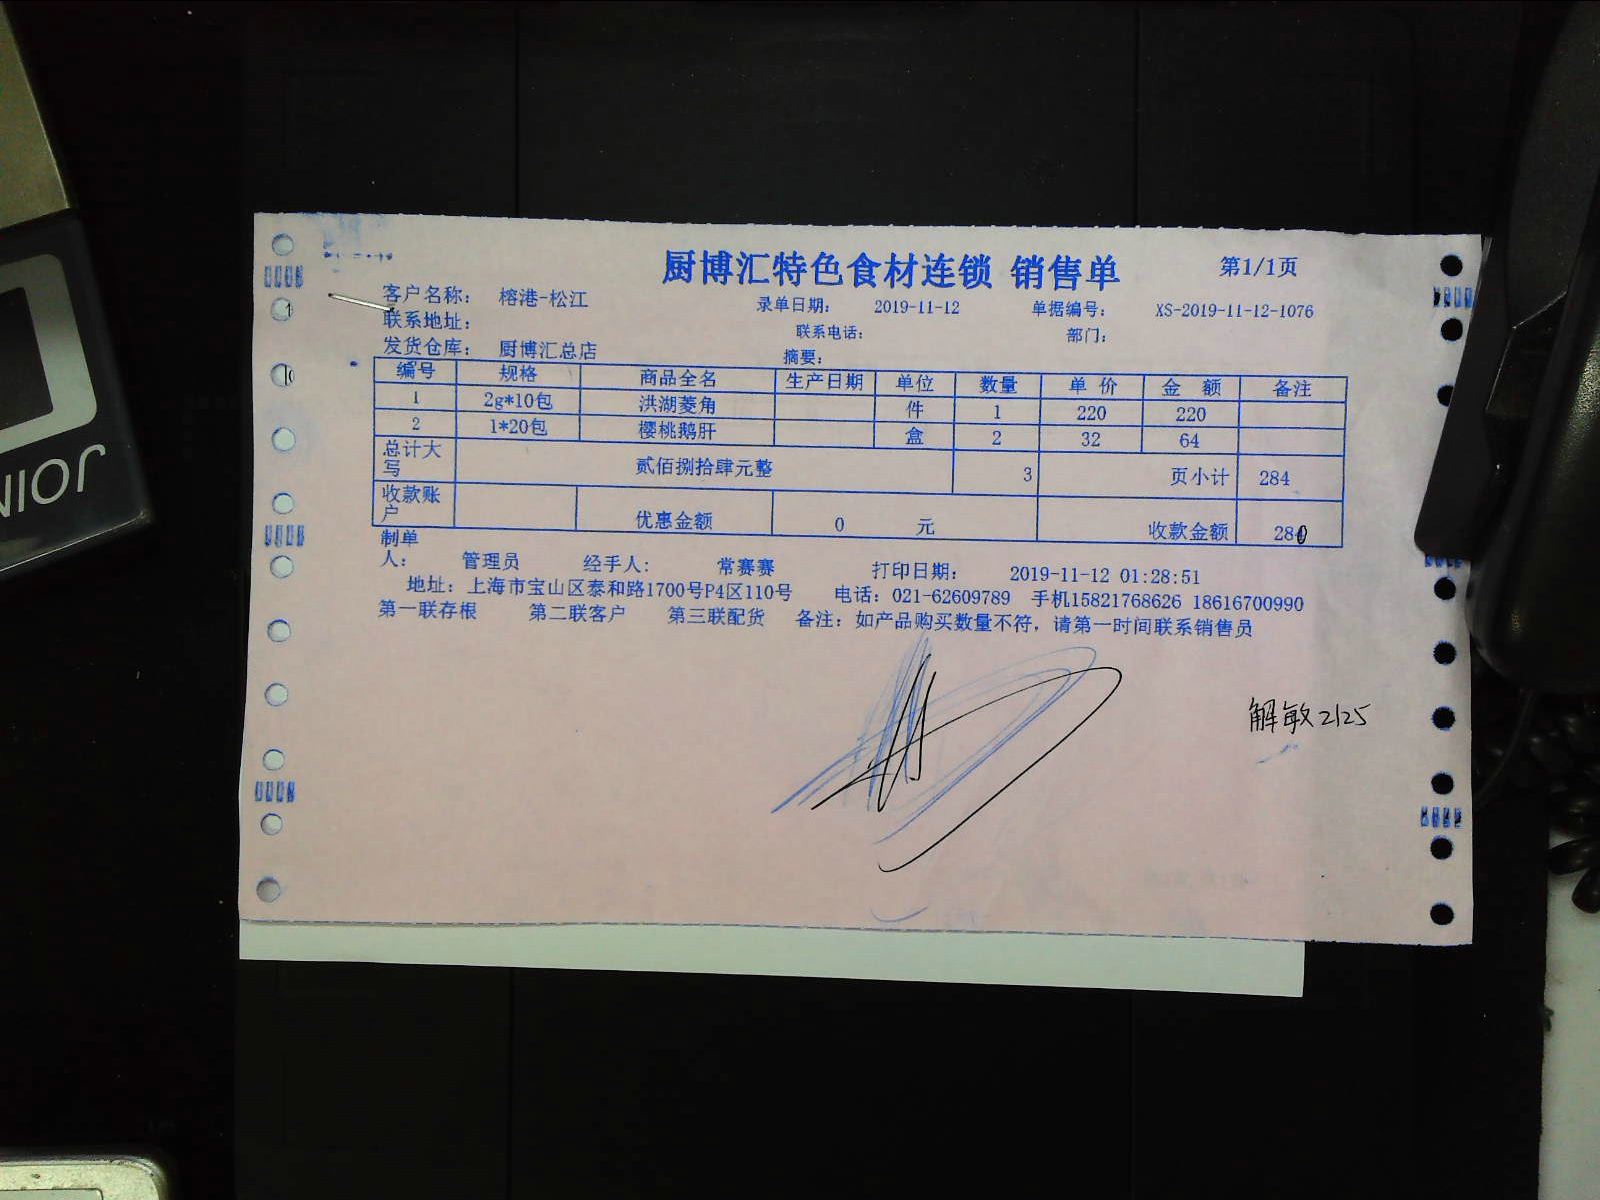 厨博汇特色食材连锁 销售单 第1/1页
客户名称： 榕港-松江 录单日期： 2019-11-12 单据编号： XS-2019-11-12-1076
联系地址： 联系电话： 部门：
发货仓库： 厨博汇总店 摘要：
编号 规格 商品全名 生产日期 单位 数量 单 价 金 额 备注
1 2g*10包 洪湖菱角 件 1 220 220
2 1*20包 樱桃鹅肝 盒 2 32 64
总计大写 贰佰捌拾肆元整 3 页小计 284
收款账户 优惠金额 0 元 收款金额 280
制单人： 管理员 经手人： 常赛赛 打印日期： 2019-11-12 01:28:51
地址：上海市宝山区泰和路1700号P4区110号 电话：021-62609789 手机15821768626 18616700990
第一联存根 第二联客户 第三联配货 备注：如产品购买数量不符，请第一时间联系销售员
解敏2125